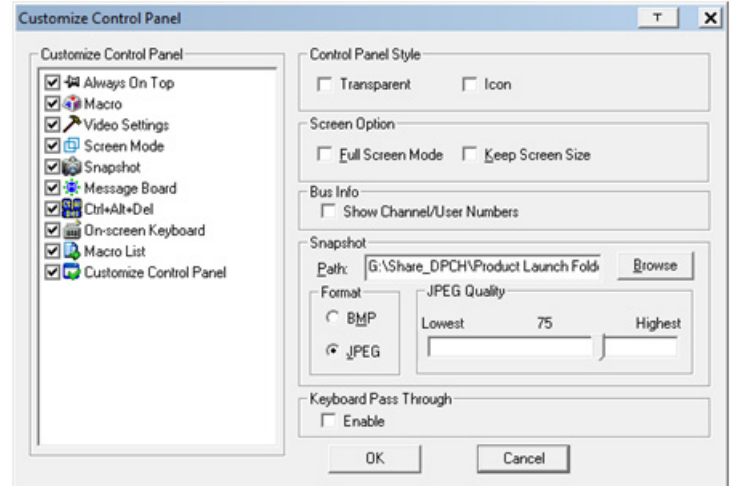 Customize Control Panel
T
X
Customize Control Panel
Always On Top
Macro
Video Settings
Screen Mode
Snapshot
Message Board
Ctrl+Alt+Del
On-screen Keyboard
Macro List
Customize Control Panel
Control Panel Style
Transparent
Icon
Screen Option
Full Screen Mode
Keep Screen Size
Bus Info
Show Channel/User Numbers
Snapshot
Path: G:\Share_DPCH\Product Launch Fold Browse
Format
BMP
JPEG
JPEG Quality
Lowest 75 Highest
Keyboard Pass Through
Enable
OK Cancel